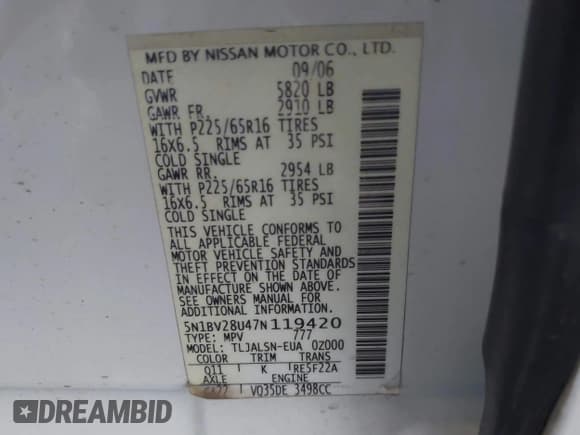 MFD BY NISSAN MOTOR CO., LTD.
DATE 09/06
GVWR 5820 LB
GAWR FR. 2910 LB
WITH P225/65R16 TIRES
16X6.5 RIMS AT 35 PSI
COLD SINGLE
GAWR RR. 2954 LB
WITH P225/65R16 TIRES
16X6.5 RIMS AT 35 PSI
COLD SINGLE
THIS VEHICLE CONFORMS TO
ALL APPLICABLE FEDERAL
MOTOR VEHICLE SAFETY AND
THEFT PREVENTION STANDARDS
IN EFFECT ON THE DATE OF
MANUFACTURE SHOWN ABOVE.
SEE OWNERS MANUAL FOR
ADDITIONAL INFORMATION.
5N1BV28U47N119420
TYPE: MPV 777
MODEL: TLJALSN-EUA 0Z000
COLOR TRIM TRANS
Q11 K RE5F22A
AXLE ENGINE
VQ35DE 3498CC
DREAMBID